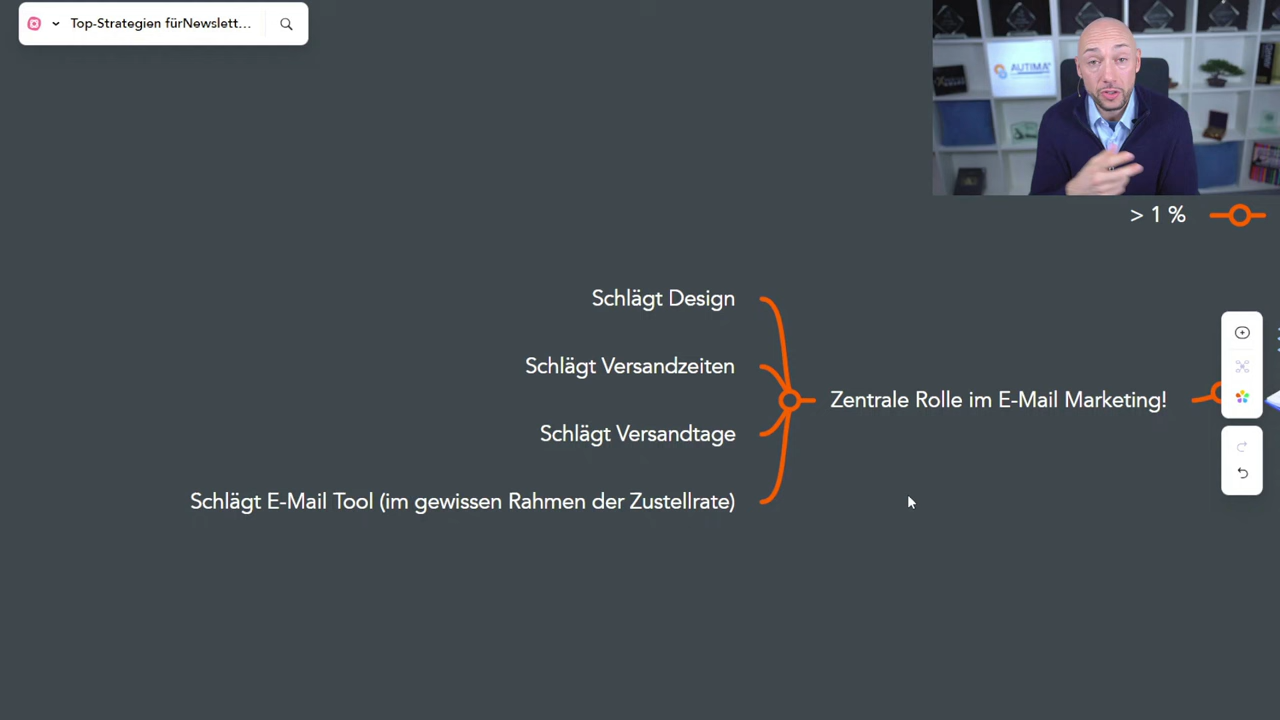 Top-Strategien fürNewslett...
AUTIMA
> 1 %
Schlägt Design
Schlägt Versandzeiten
Zentrale Rolle im E-Mail Marketing!
Schlägt Versandtage
Schlägt E-Mail Tool (im gewissen Rahmen der Zustellrate)